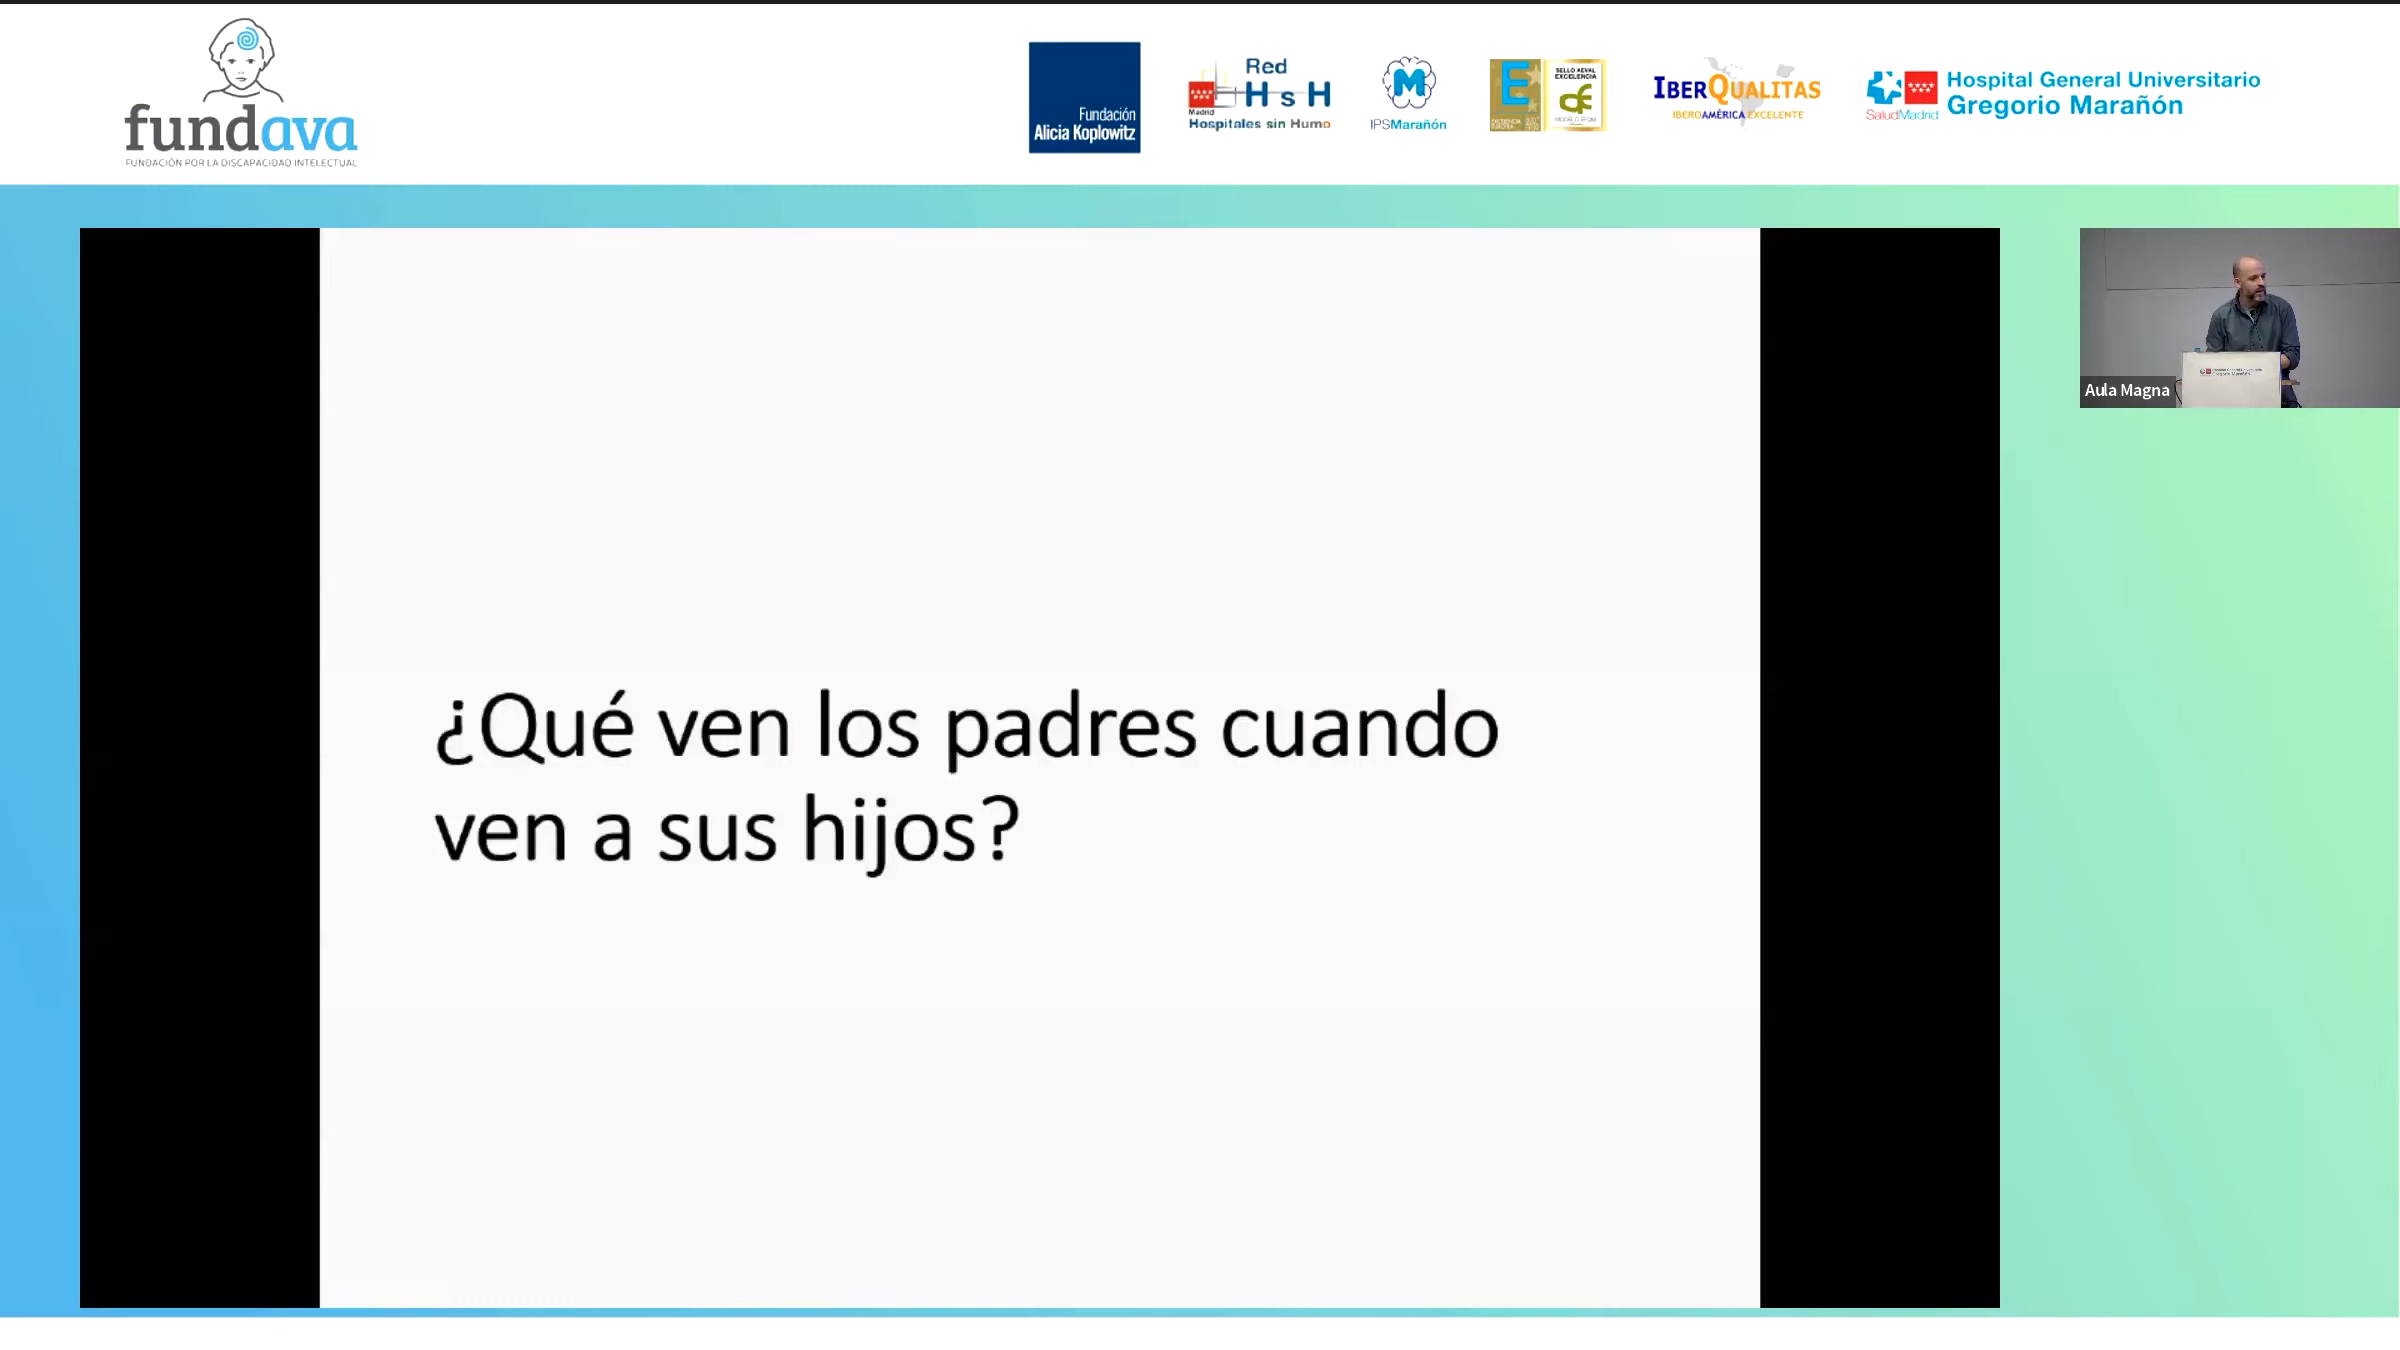 fundava
FUNDACIÓN POR LA DISCAPACIDAD INTELECTUAL
Fundación
Alicia Koplowitz
Red
H s H
Madrid
Hospitales sin Humo
M
IPSMarañón
E
SELLO AEVAL
EXCELENCIA
IBERQUALITAS
IBEROAMÉRICA EXCELENTE
SaludMadrid
Hospital General Universitario
Gregorio Marañón
¿Qué ven los padres cuando
ven a sus hijos?
Aula Magna